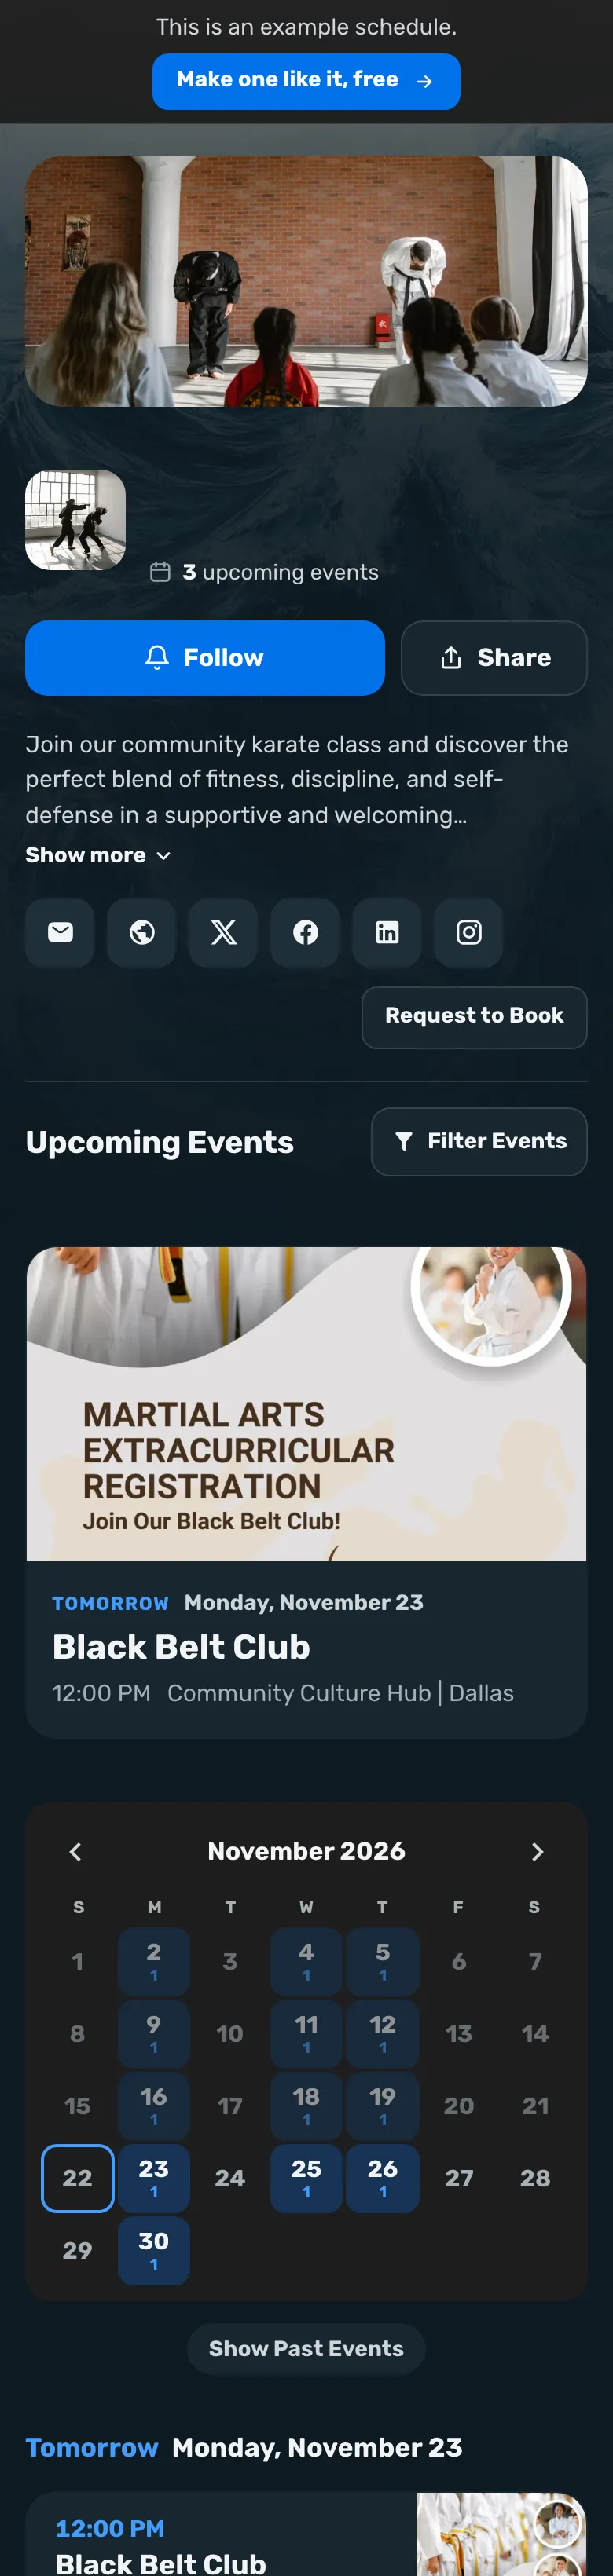 This is an example schedule.
Make one like it, free →
3 upcoming events
Follow
Share
Join our community karate class and discover the
perfect blend of fitness, discipline, and self-
defense in a supportive and welcoming...
Show more
Request to Book
Upcoming Events
Filter Events
MARTIAL ARTS
EXTRACURRICULAR
REGISTRATION
Join Our Black Belt Club!
TOMORROW Monday, November 23
Black Belt Club
12:00 PM Community Culture Hub | Dallas
November 2026
S M T W T F S
1 2 3 4 5 6 7
1 1 1
8 9 10 11 12 13 14
1 1 1
15 16 17 18 19 20 21
1 1 1
22 23 24 25 26 27 28
1 1 1
29 30
1
Show Past Events
Tomorrow Monday, November 23
12:00 PM
Black Belt Club